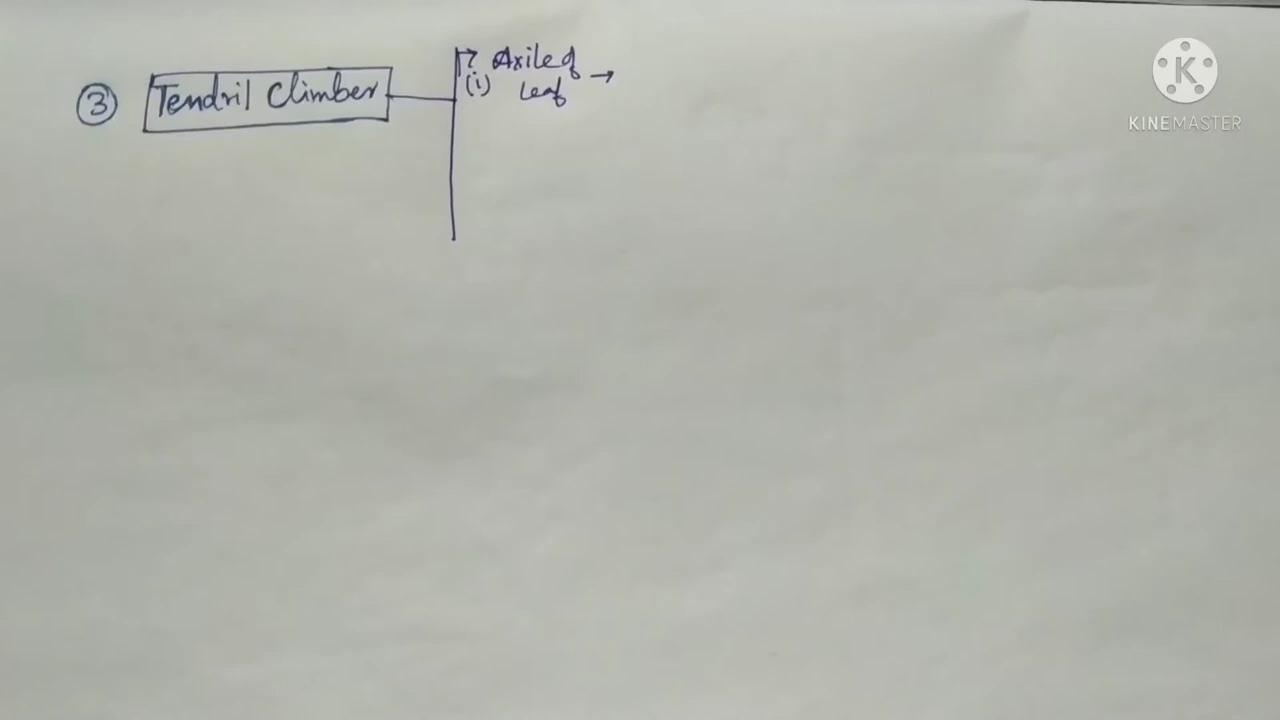 ③ Tendril Climber
(i) Axile of
Leaf →
K
KINEMASTER